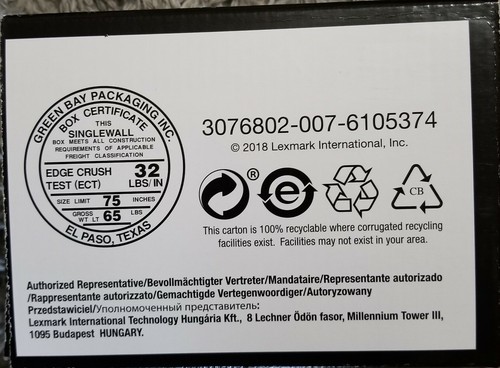 GREEN BAY PACKAGING INC.
BOX CERTIFICATE
THIS
SINGLEWALL
BOX MEETS ALL CONSTRUCTION
REQUIREMENTS OF APPLICABLE
FREIGHT CLASSIFICATION
EDGE CRUSH 32
TEST (ECT) LBS/IN
SIZE LIMIT 75 INCHES
GROSS
WT LT 65 LBS
EL PASO, TEXAS
3076802-007-6105374
© 2018 Lexmark International, Inc.
® e CB
This carton is 100% recyclable where corrugated recycling
facilities exist. Facilities may not exist in your area.
Authorized Representative/Bevollmächtigter Vertreter/Mandataire/Representante autorizado
/Rappresentante autorizzato/Gemachtigde Vertegenwoordiger/Autoryzowany
Przedstawiciel/Уполномоченный представитель:
Lexmark International Technology Hungária Kft., 8 Lechner Ödön fasor, Millennium Tower III,
1095 Budapest HUNGARY.